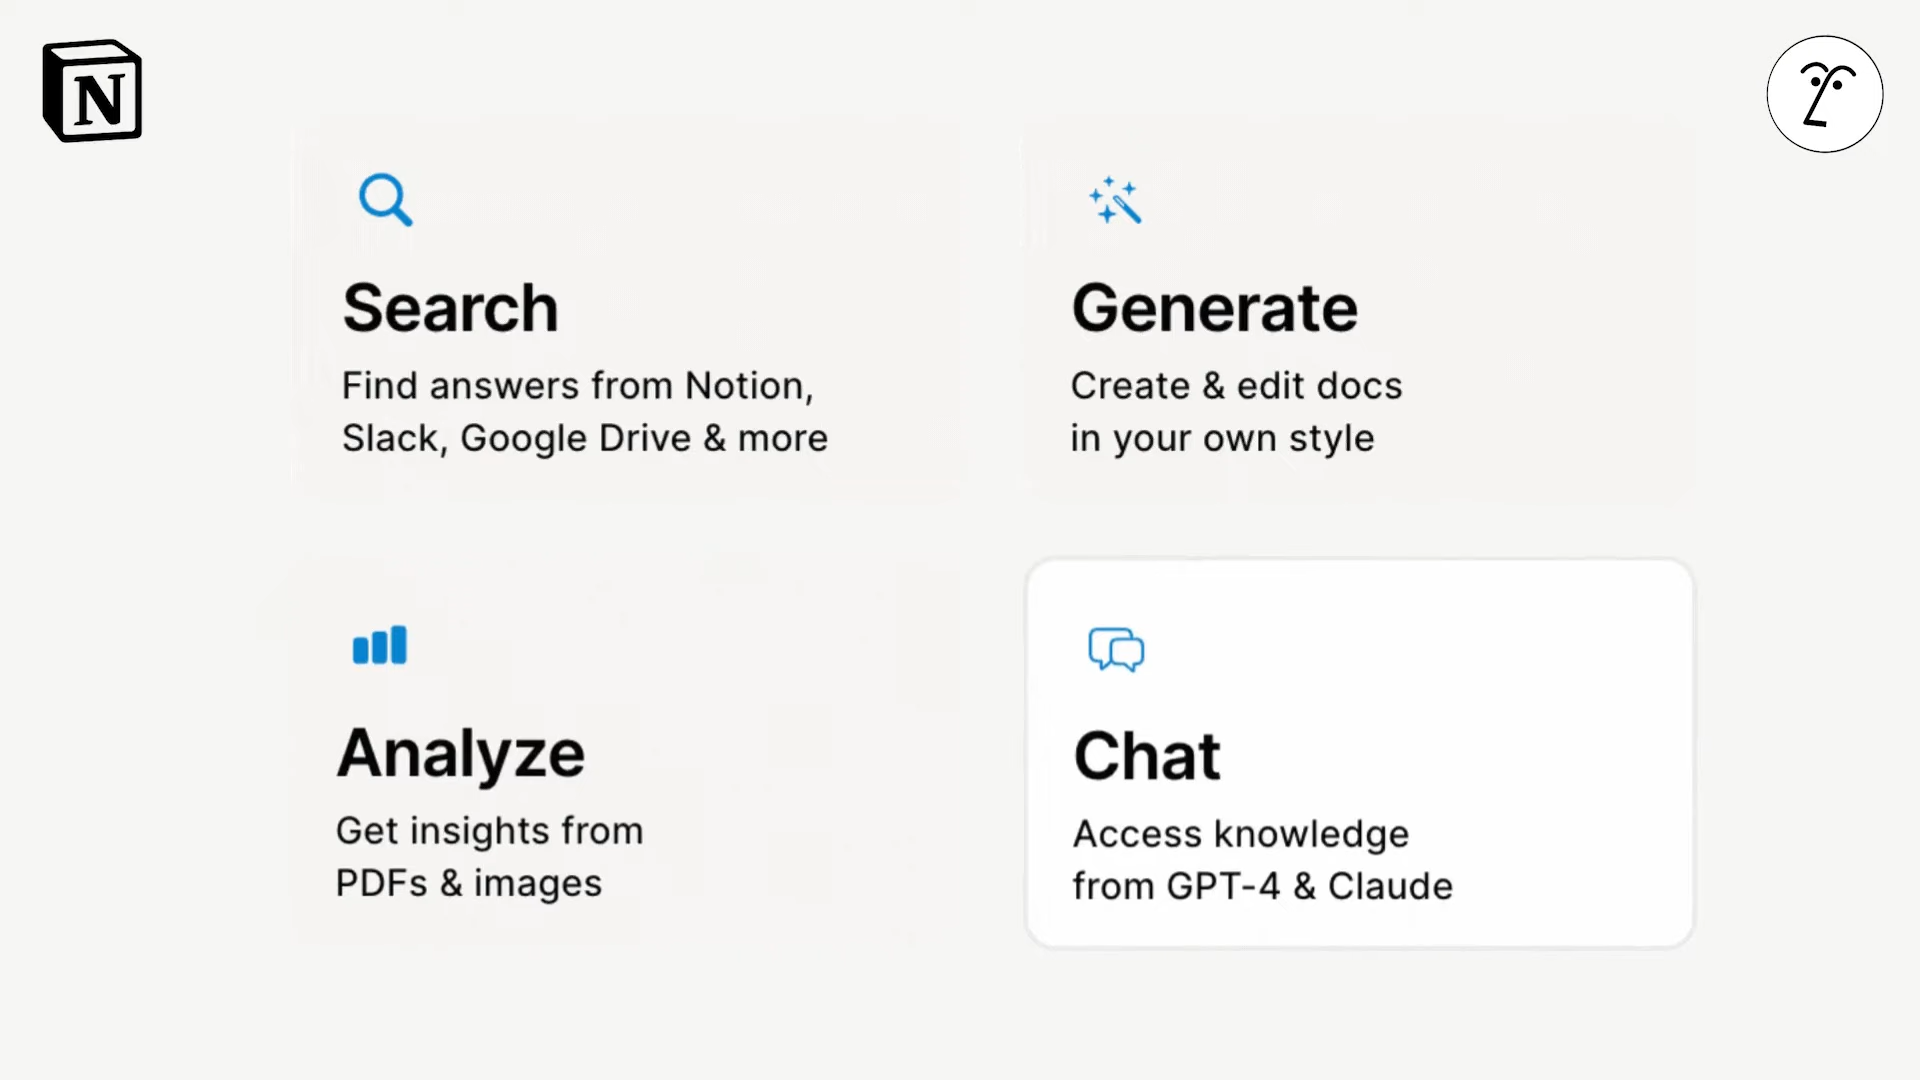 N
Search
Find answers from Notion,
Slack, Google Drive & more
Generate
Create & edit docs
in your own style
Analyze
Get insights from
PDFs & images
Chat
Access knowledge
from GPT-4 & Claude